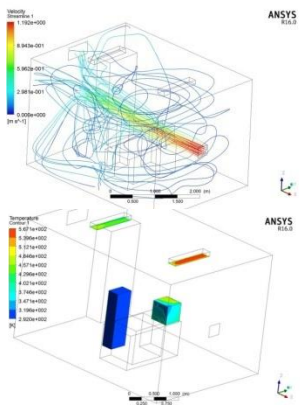 Velocity
Streamline 1
ANSYS
R16.0
1.192e+000
8.943e-001
5.962e-001
2.981e-001
0.000e+000
[m s^-1]
0 1.000 2.000 (m)
0.500 1.500
Temperature
Contour 1
ANSYS
R16.0
5.671e+002
5.396e+002
5.121e+002
4.846e+002
4.571e+002
4.296e+002
4.021e+002
3.746e+002
3.471e+002
3.196e+002
2.920e+002
[K]
0 0.500 1.000 (m)
0.250 0.750